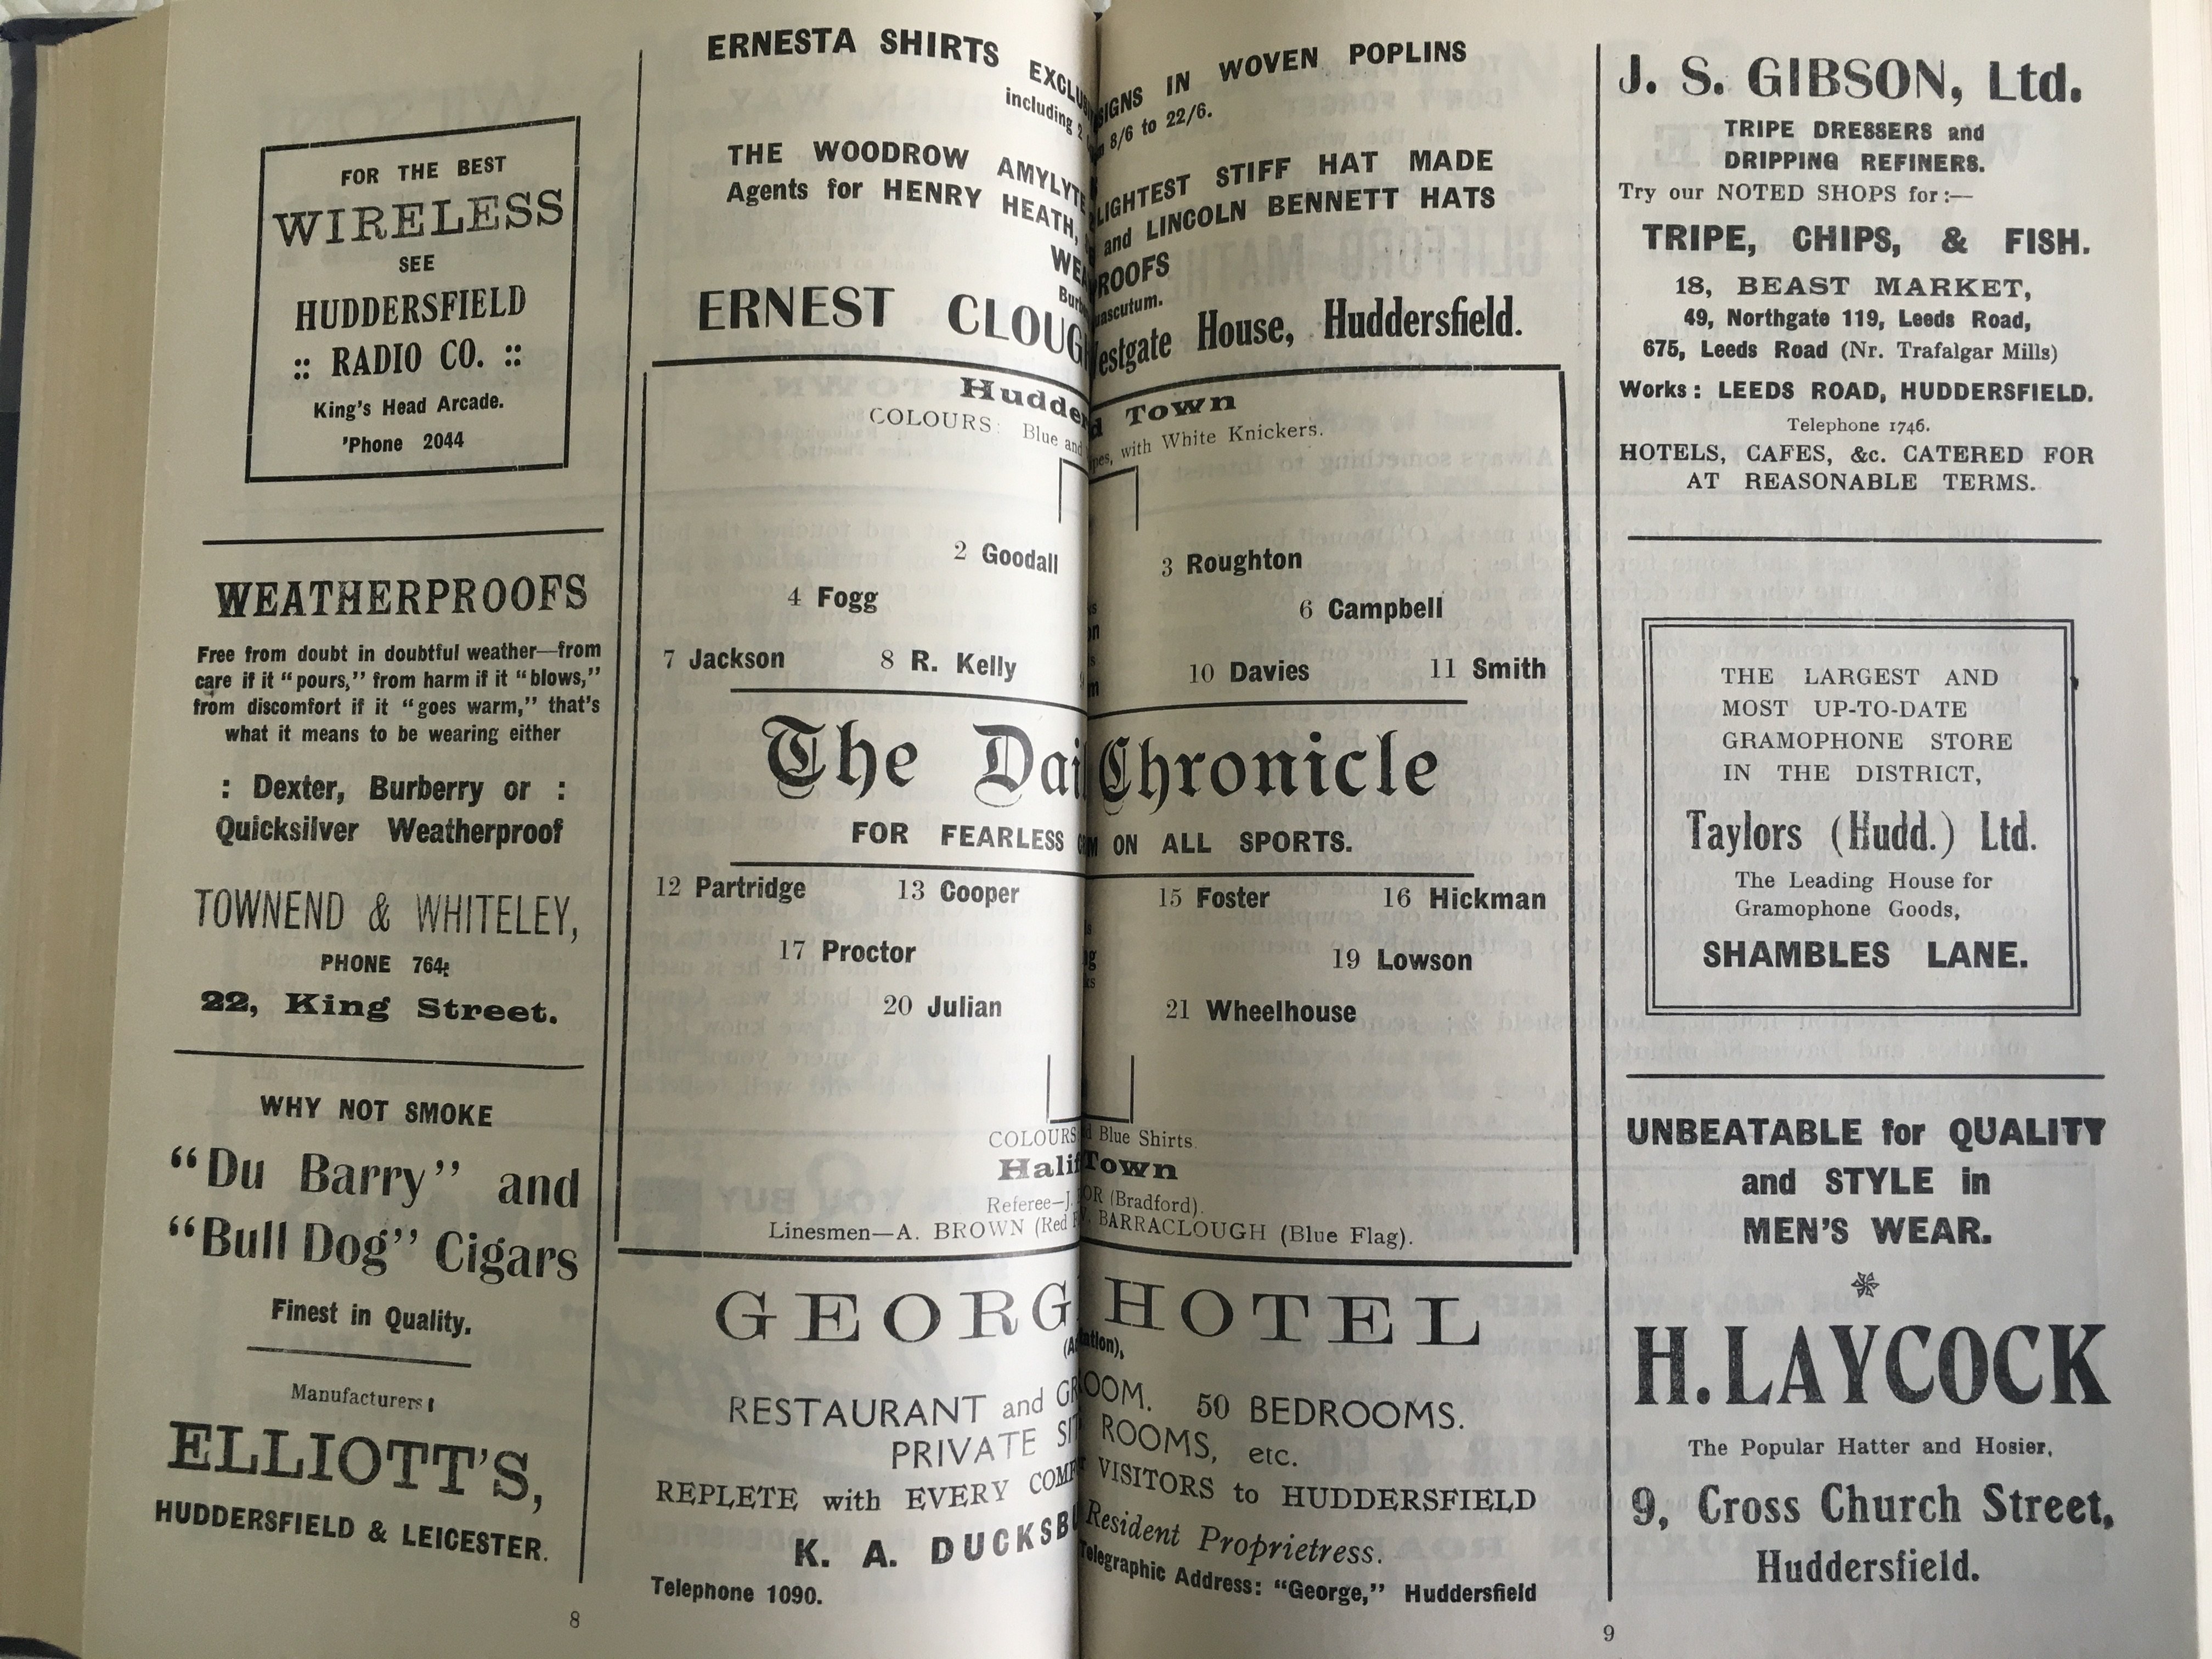 FOR THE BEST
WIRELESS
SEE
HUDDERSFIELD
:: RADIO CO. ::
King's Head Arcade.
'Phone 2044
WEATHERPROOFS
Free from doubt in doubtful weather—from
care if it "pours," from harm if it "blows,"
from discomfort if it "goes warm," that's
what it means to be wearing either
: Dexter, Burberry or :
Quicksilver Weatherproof
TOWNEND & WHITELEY,
PHONE 764:
22, King Street.
WHY NOT SMOKE
"Du Barry" and
"Bull Dog" Cigars
Finest in Quality.
Manufacturers:
ELLIOTT'S,
HUDDERSFIELD & LEICESTER.
8
ERNESTA SHIRTS IN WOVEN POPLINS
including 2 8/6 to 22/6.
THE WOODROW AMYLYTE LIGHTEST STIFF HAT MADE
Agents for HENRY HEATH, and LINCOLN BENNETT HATS
ERNEST House, Huddersfield.
Town
COLOURS: Blue and with White Knickers.
2 Goodall 3 Roughton
4 Fogg 6 Campbell
7 Jackson 8 R. Kelly 10 Davies 11 Smith
The Chronicle
FOR FEARLESS ON ALL SPORTS.
12 Partridge 13 Cooper 15 Foster 16 Hickman
17 Proctor 19 Lowson
20 Julian 21 Wheelhouse
COLOURS Blue Shirts.
Town
Referee—J. (Bradford).
Linesmen—A. BROWN (Red BARRACLOUGH (Blue Flag).
HOTEL
RESTAURANT and 50 BEDROOMS.
PRIVATE ROOMS, etc.
REPLETE with EVERY VISITORS to HUDDERSFIELD
K. A. Resident Proprietress.
Telephone 1090. Telegraphic Address: "George," Huddersfield
J. S. GIBSON, Ltd.
TRIPE DRESSERS and
DRIPPING REFINERS.
Try our NOTED SHOPS for :—
TRIPE, CHIPS, & FISH.
18, BEAST MARKET,
49, Northgate 119, Leeds Road,
675, Leeds Road (Nr. Trafalgar Mills)
Works: LEEDS ROAD, HUDDERSFIELD.
Telephone 1746.
HOTELS, CAFES, &c. CATERED FOR
AT REASONABLE TERMS.
THE LARGEST AND
MOST UP-TO-DATE
GRAMOPHONE STORE
IN THE DISTRICT,
Taylors (Hudd.) Ltd.
The Leading House for
Gramophone Goods,
SHAMBLES LANE.
UNBEATABLE for QUALITY
and STYLE in
MEN'S WEAR.
H. LAYCOCK
The Popular Hatter and Hosier,
9, Cross Church Street,
Huddersfield.
9